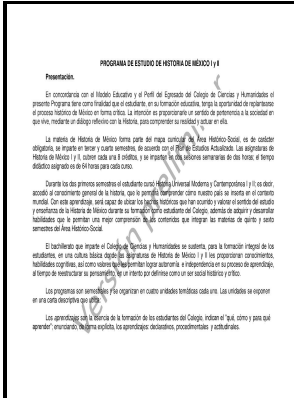 PROGRAMA DE ESTUDIO DE HISTORIA DE MÉXICO I y II
Presentación.
En concordancia con el Modelo Educativo y el Perfil del Egresado del Colegio de Ciencias y Humanidades el
presente Programa tiene como finalidad que el estudiante, en su formación educativa, tenga la oportunidad de replantearse
el proceso histórico de México en forma crítica. La intención es proporcionarle un sentido de pertenencia a la sociedad en
que vive, mediante un diálogo reflexivo con la Historia, para comprender su realidad y actuar en ella.
La materia de Historia de México forma parte del mapa curricular del Área Histórico-Social, es de carácter
obligatoria, se imparte en tercer y cuarto semestres, de acuerdo con el Plan de Estudios Actualizado. Las asignaturas de
Historia de México I y II, cubren cada una 8 créditos, y se imparten en dos sesiones semanarias de dos horas; el tiempo
didáctico asignado es de 64 horas para cada curso.
Durante los dos primeros semestres el estudiante cursó Historia Universal Moderna y Contemporánea I y II; es decir,
accedió al conocimiento general de la historia, que le permitió comprender cómo nuestro país se inserta en el contexto
mundial. Con este aprendizaje, será capaz de ubicar los hechos históricos que han ocurrido y valorar el sentido del estudio
y enseñanza de la Historia de México durante su formación como estudiante del Colegio, además de adquirir y desarrollar
habilidades que le permitan una mejor comprensión de los contenidos que integran las materias de quinto y sexto
semestres del Área Histórico-Social.
El bachillerato que imparte el Colegio de Ciencias y Humanidades se sustenta, para la formación integral de los
estudiantes, en una cultura básica donde las asignaturas de Historia de México I y II les proporcionan conocimientos,
habilidades cognitivas, así como valores que les permitan lograr autonomía e independencia en su proceso de aprendizaje,
al tiempo de reestructurar su pensamiento, en un intento por definirse como un ser social histórico y crítico.
Los programas son semestrales y se organizan en cuatro unidades temáticas cada uno. Las unidades se exponen
en una carta descriptiva que ubica:
Los aprendizajes son la esencia de la formación de los estudiantes del Colegio, indican el "qué, cómo y para qué
aprender"; enunciando, de forma explícita, los aprendizajes: declarativos, procedimentales y actitudinales.
Versión Preliminar